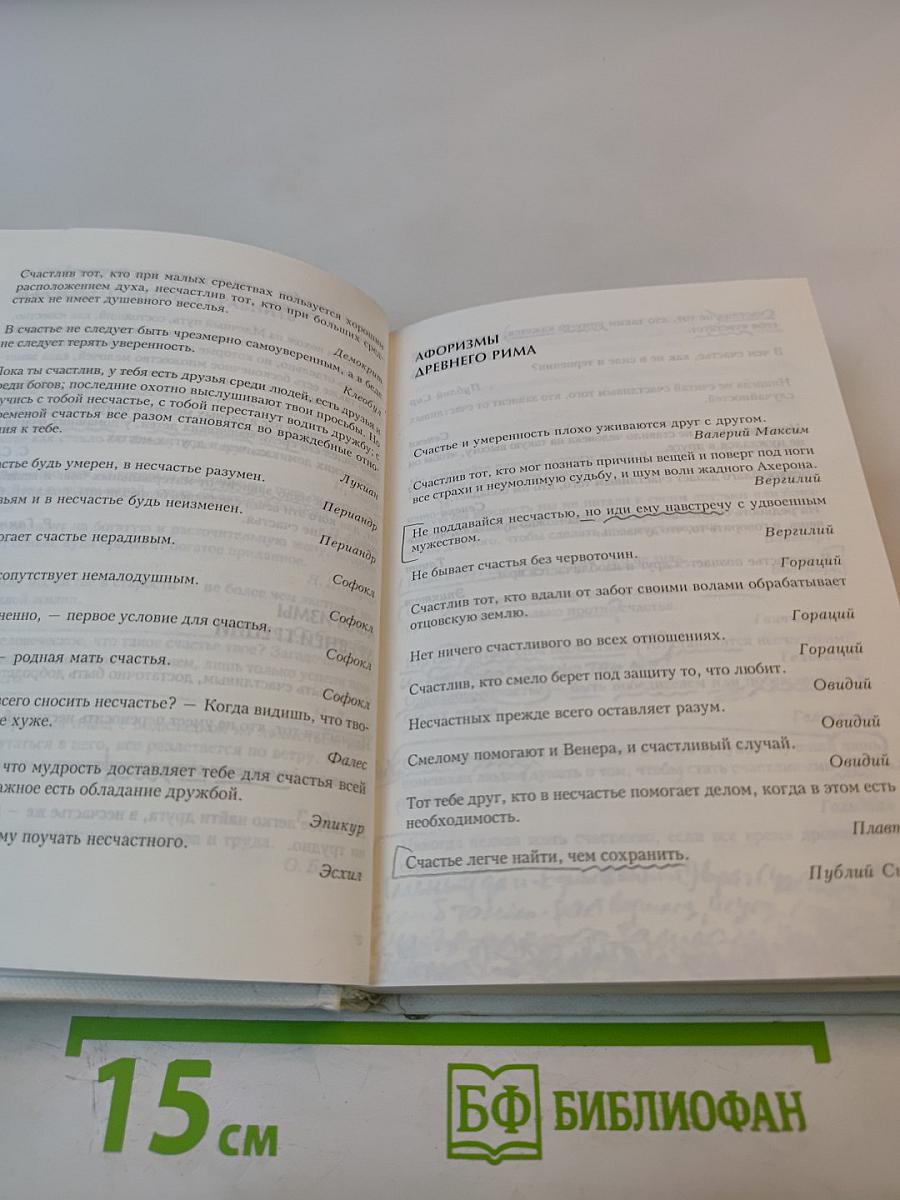 Счастлив тот, кто при малых средствах пользуется хорошим
расположением духа, несчастлив тот, кто при больших сред-
ствах не имеет душевного веселья.
Демокрит
В счастье не следует быть чрезмерно самоуверенным, а в беде
не следует терять уверенность.
Клеобул
Пока ты счастлив, у тебя есть друзья среди людей, есть друзья и
реди богов; последние охотно выслушивают твои просьбы. Но
учись с тобой несчастье, с тобой перестанут водить дружбу; с
ременой счастья все разом становятся во враждебные отно-
ния к тебе.
Лукиан
стье будь умерен, в несчастье разумен.
Периандр
ьям и в несчастье будь неизменен.
Периандр
огает счастье нерадивым.
Софокл
сопутствует немалодушным.
Софокл
ненно, — первое условие для счастья.
Софокл
— родная мать счастья.
Софокл
всего сносить несчастье? — Когда видишь, что тво-
е хуже.
Фалес
что мудрость доставляет тебе для счастья всей
ажное есть обладание дружбой.
Эпикур
му поучать несчастного.
Эсхил
АФОРИЗМЫ
ДРЕВНЕГО РИМА
Счастье и умеренность плохо уживаются друг с другом.
Валерий Максим
Счастлив тот, кто мог познать причины вещей и поверг под ноги
все страхи и неумолимую судьбу, и шум волн жадного Ахерона.
Вергилий
Не поддавайся несчастью, но иди ему навстречу с удвоенным
мужеством.
Вергилий
Не бывает счастья без червоточин.
Гораций
Счастлив тот, кто вдали от забот своими волами обрабатывает
отцовскую землю.
Гораций
Нет ничего счастливого во всех отношениях.
Гораций
Счастлив, кто смело берет под защиту то, что любит.
Овидий
Несчастных прежде всего оставляет разум.
Овидий
Смелому помогают и Венера, и счастливый случай.
Овидий
Тот тебе друг, кто в несчастье помогает делом, когда в этом есть
необходимость.
Плавт
Счастье легче найти, чем сохранить.
Публий Си
15 см
БФ БИБЛИОФАН